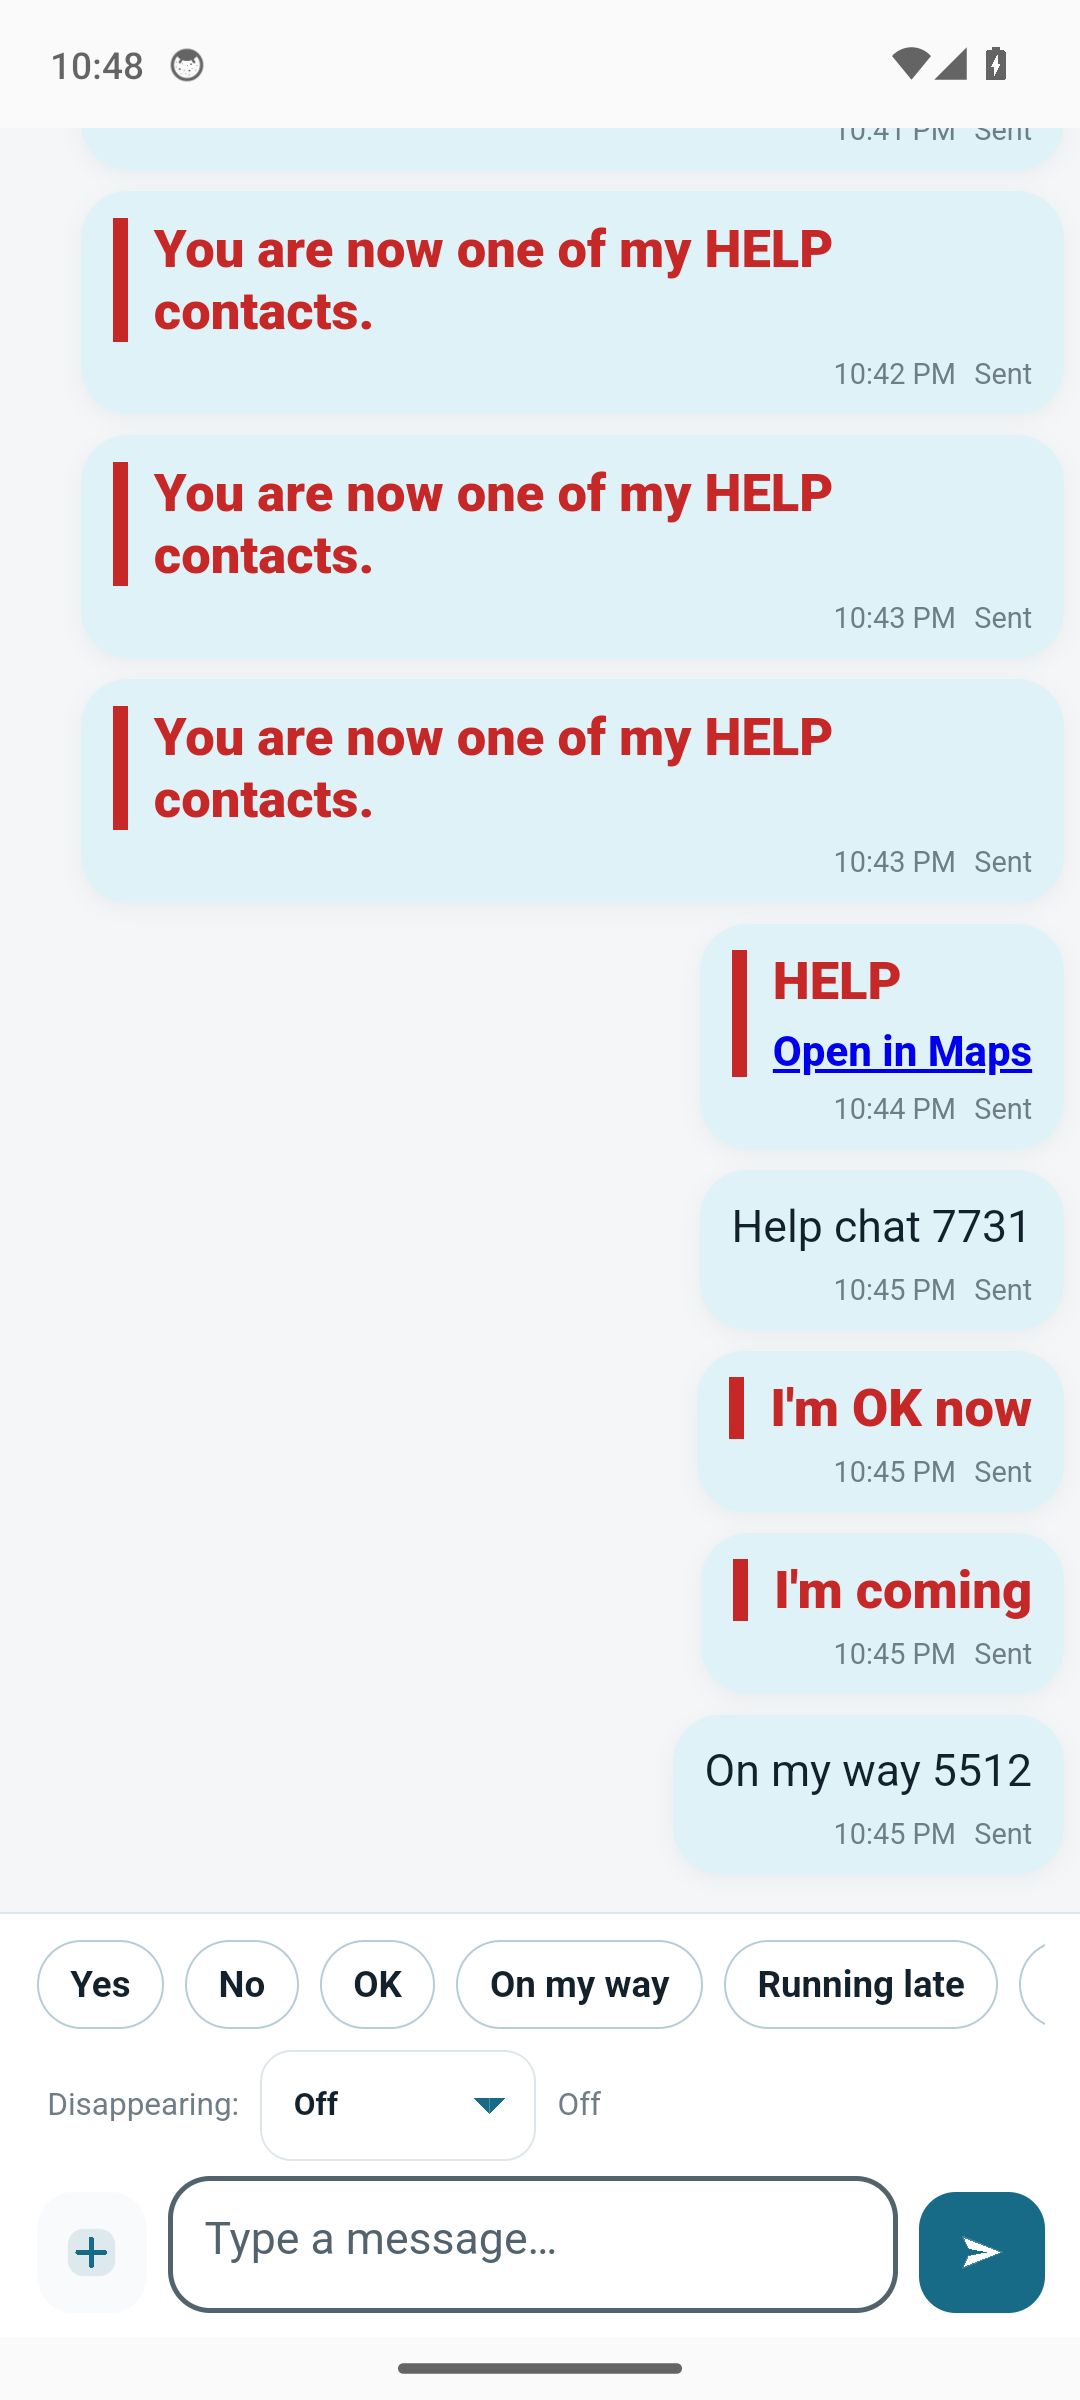 10:48
10:41 PM Sent
You are now one of my HELP
contacts.
10:42 PM Sent
You are now one of my HELP
contacts.
10:43 PM Sent
You are now one of my HELP
contacts.
10:43 PM Sent
HELP
Open in Maps
10:44 PM Sent
Help chat 7731
10:45 PM Sent
I'm OK now
10:45 PM Sent
I'm coming
10:45 PM Sent
On my way 5512
10:45 PM Sent
Yes No OK On my way Running late
Disappearing: Off Off
Type a message…